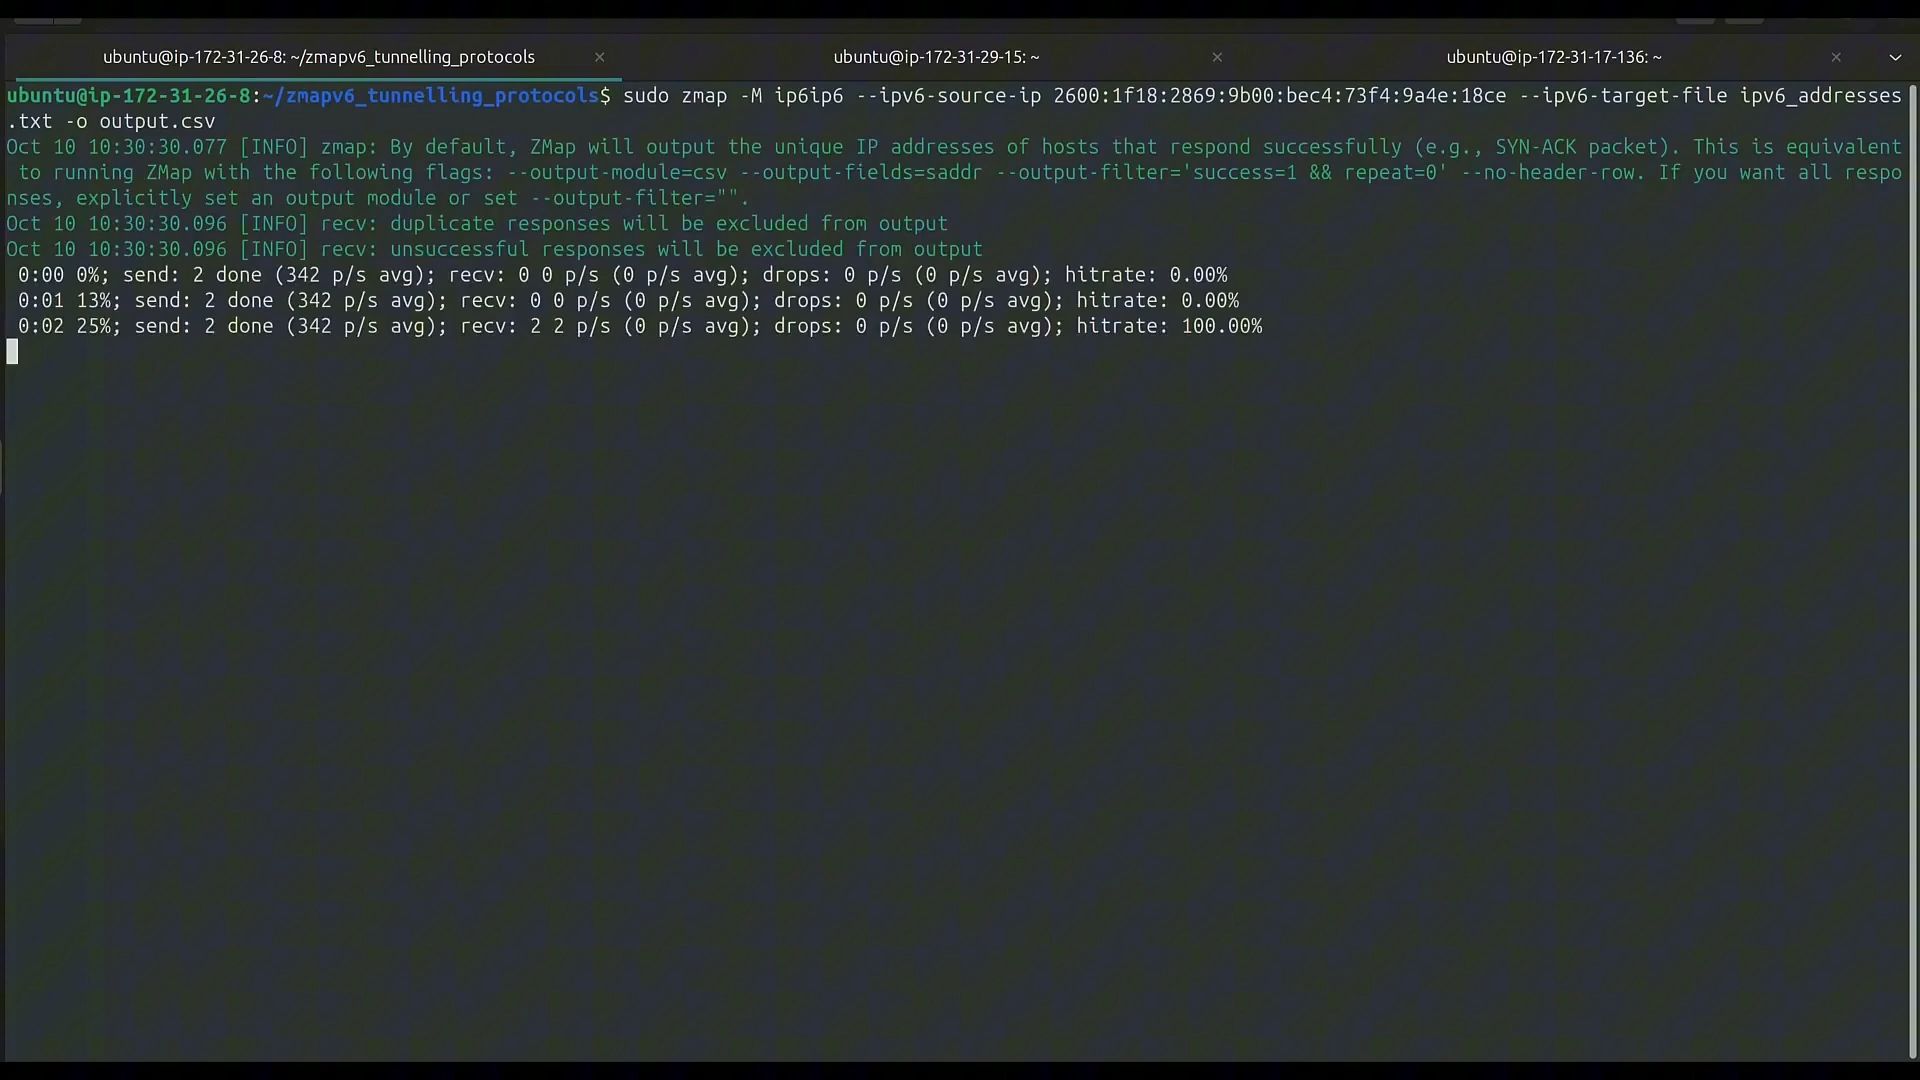 ubuntu@ip-172-31-26-8: ~/zmapv6_tunnelling_protocols × ubuntu@ip-172-31-29-15: ~ × ubuntu@ip-172-31-17-136: ~ ×
ubuntu@ip-172-31-26-8:~/zmapv6_tunnelling_protocols$ sudo zmap -M ip6ip6 --ipv6-source-ip 2600:1f18:2869:9b00:bec4:73f4:9a4e:18ce --ipv6-target-file ipv6_addresses
.txt -o output.csv
Oct 10 10:30:30.077 [INFO] zmap: By default, ZMap will output the unique IP addresses of hosts that respond successfully (e.g., SYN-ACK packet). This is equivalent
to running ZMap with the following flags: --output-module=csv --output-fields=saddr --output-filter='success=1 && repeat=0' --no-header-row. If you want all respo
nses, explicitly set an output module or set --output-filter="".
Oct 10 10:30:30.096 [INFO] recv: duplicate responses will be excluded from output
Oct 10 10:30:30.096 [INFO] recv: unsuccessful responses will be excluded from output
0:00 0%; send: 2 done (342 p/s avg); recv: 0 0 p/s (0 p/s avg); drops: 0 p/s (0 p/s avg); hitrate: 0.00%
0:01 13%; send: 2 done (342 p/s avg); recv: 0 0 p/s (0 p/s avg); drops: 0 p/s (0 p/s avg); hitrate: 0.00%
0:02 25%; send: 2 done (342 p/s avg); recv: 2 2 p/s (0 p/s avg); drops: 0 p/s (0 p/s avg); hitrate: 100.00%